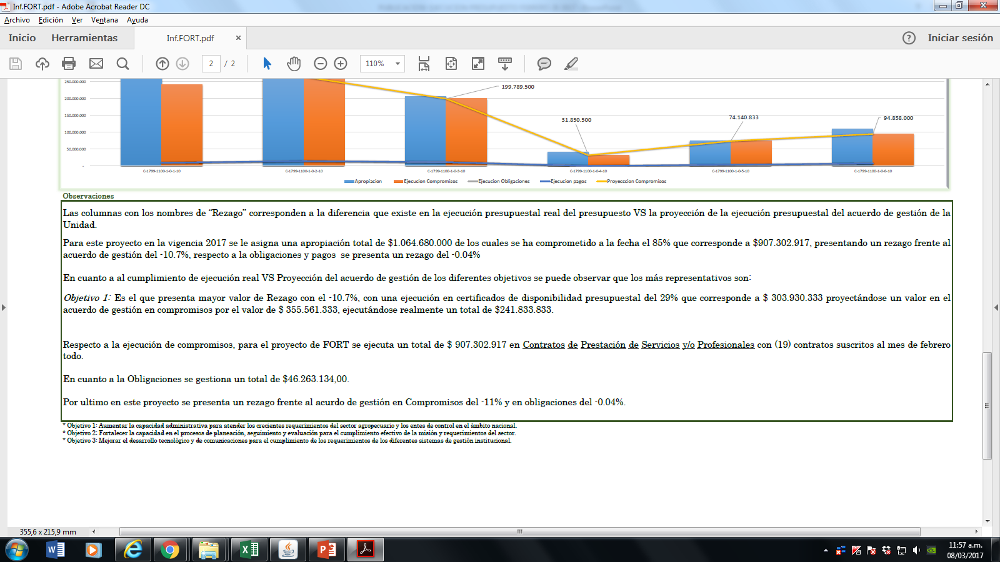 Inf.FORT.pdf - Adobe Acrobat Reader DC
Archivo Edición Ver Ventana Ayuda
Inicio Herramientas Inf.FORT.pdf × ? Iniciar sesión
2 / 2 110%
250.000.000
200.000.000
150.000.000
100.000.000
50.000.000
-
199.789.500
31.850.500
74.140.833
94.858.000
C-1799-1100-1-0-1-10 C-1799-1100-1-0-2-10 C-1799-1100-1-0-3-10 C-1799-1100-1-0-4-10 C-1799-1100-1-0-5-10 C-1799-1100-1-0-6-10
Apropiacion Ejecucion Compromisos Ejecucion Obligaciones Ejecucion pagos Proyecccion Compromisos
Observaciones
Las columnas con los nombres de “Rezago” corresponden a la diferencia que existe en la ejecución presupuestal real del presupuesto VS la proyección de la ejecución presupuestal del acuerdo de gestión de la
Unidad.
Para este proyecto en la vigencia 2017 se le asigna una apropiación total de $1.064.680.000 de los cuales se ha comprometido a la fecha el 85% que corresponde a $907.302.917, presentando un rezago frente al
acuerdo de gestión del -10.7%, respecto a la obligaciones y pagos se presenta un rezago del -0.04%
En cuanto a al cumplimiento de ejecución real VS Proyección del acuerdo de gestión de los diferentes objetivos se puede observar que los más representativos son:
Objetivo 1: Es el que presenta mayor valor de Rezago con el -10.7%, con una ejecución en certificados de disponibilidad presupuestal del 29% que corresponde a $ 303.930.333 proyectándose un valor en el
acuerdo de gestión en compromisos por el valor de $ 355.561.333, ejecutándose realmente un total de $241.833.833.
Respecto a la ejecución de compromisos, para el proyecto de FORT se ejecuta un total de $ 907.302.917 en Contratos de Prestación de Servicios y/o Profesionales con (19) contratos suscritos al mes de febrero
todo.
En cuanto a la Obligaciones se gestiona un total de $46.263.134,00.
Por ultimo en este proyecto se presenta un rezago frente al acurdo de gestión en Compromisos del -11% y en obligaciones del -0.04%.
* Objetivo 1: Aumentar la capacidad administrativa para atender los crecientes requerimientos del sector agropecuario y los entes de control en el ámbito nacional.
* Objetivo 2: Fortalecer la capacidad en el procesos de planeación, seguimiento y evaluación para el cumplimiento efectivo de la misión y requerimientos del sector.
* Objetivo 3: Mejorar el desarrollo tecnológico y de comunicaciones para el cumplimiento de los requerimientos de los diferentes sistemas de gestión institucional.
355,6 x 215,9 mm
11:57 a.m.
08/03/2017